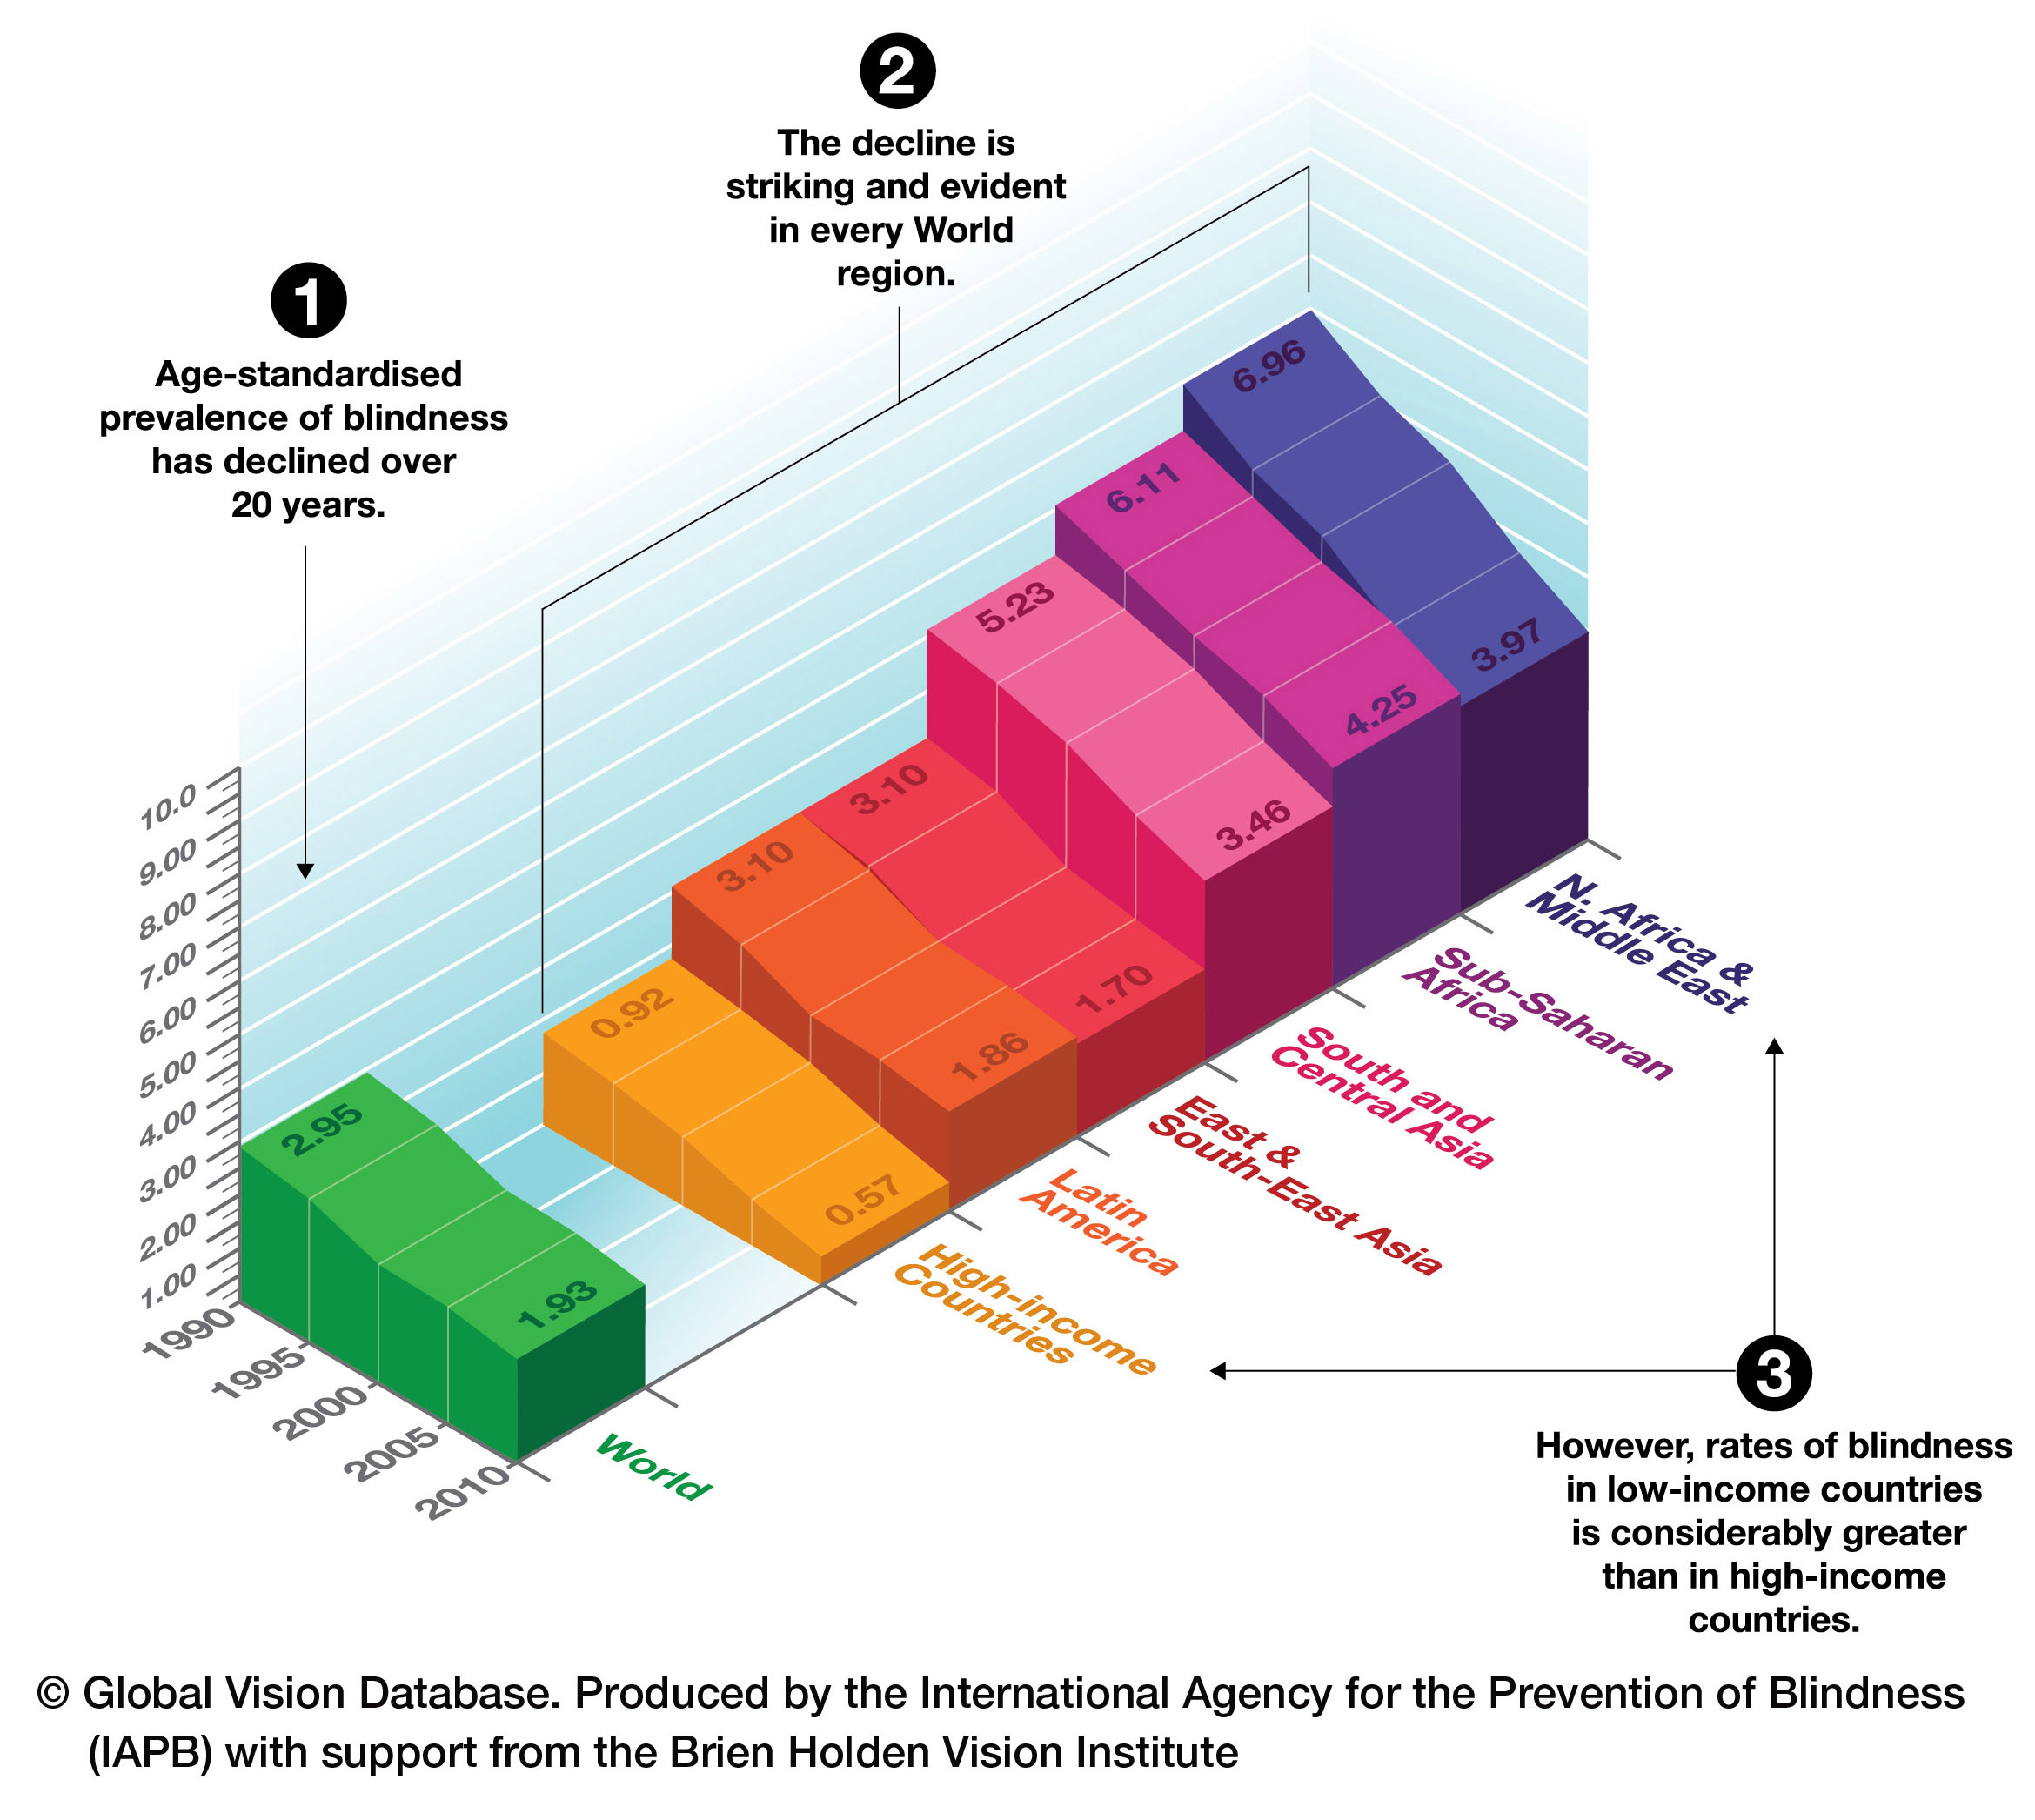 1
Age-standardised
prevalence of blindness
has declined over
20 years.
2
The decline is
striking and evident
in every World
region.
10.0
9.00
8.00
7.00
6.00
5.00
4.00
3.00
2.00
1.00
1990
1995
2000
2005
2010
2.95
1.93
World
0.92
0.57
High-income
Countries
3.10
1.86
Latin
America
3.10
1.70
East &
South-East Asia
5.23
3.46
South and
Central Asia
6.11
4.25
Sub-Saharan
Africa
6.96
3.97
N. Africa &
Middle East
3
However, rates of blindness
in low-income countries
is considerably greater
than in high-income
countries.
© Global Vision Database. Produced by the International Agency for the Prevention of Blindness
(IAPB) with support from the Brien Holden Vision Institute